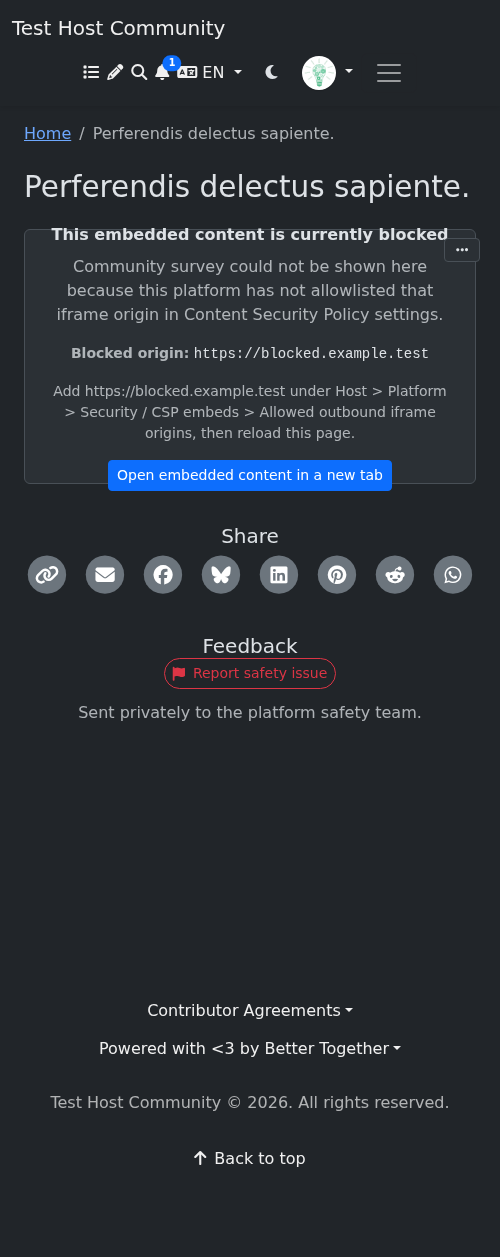 Test Host Community
1
EN
Home / Perferendis delectus sapiente.
Perferendis delectus sapiente.
This embedded content is currently blocked
Community survey could not be shown here
because this platform has not allowlisted that
iframe origin in Content Security Policy settings.
Blocked origin: https://blocked.example.test
Add https://blocked.example.test under Host > Platform
> Security / CSP embeds > Allowed outbound iframe
origins, then reload this page.
Open embedded content in a new tab
Share
Feedback
Report safety issue
Sent privately to the platform safety team.
Contributor Agreements
Powered with <3 by Better Together
Test Host Community © 2026. All rights reserved.
Back to top